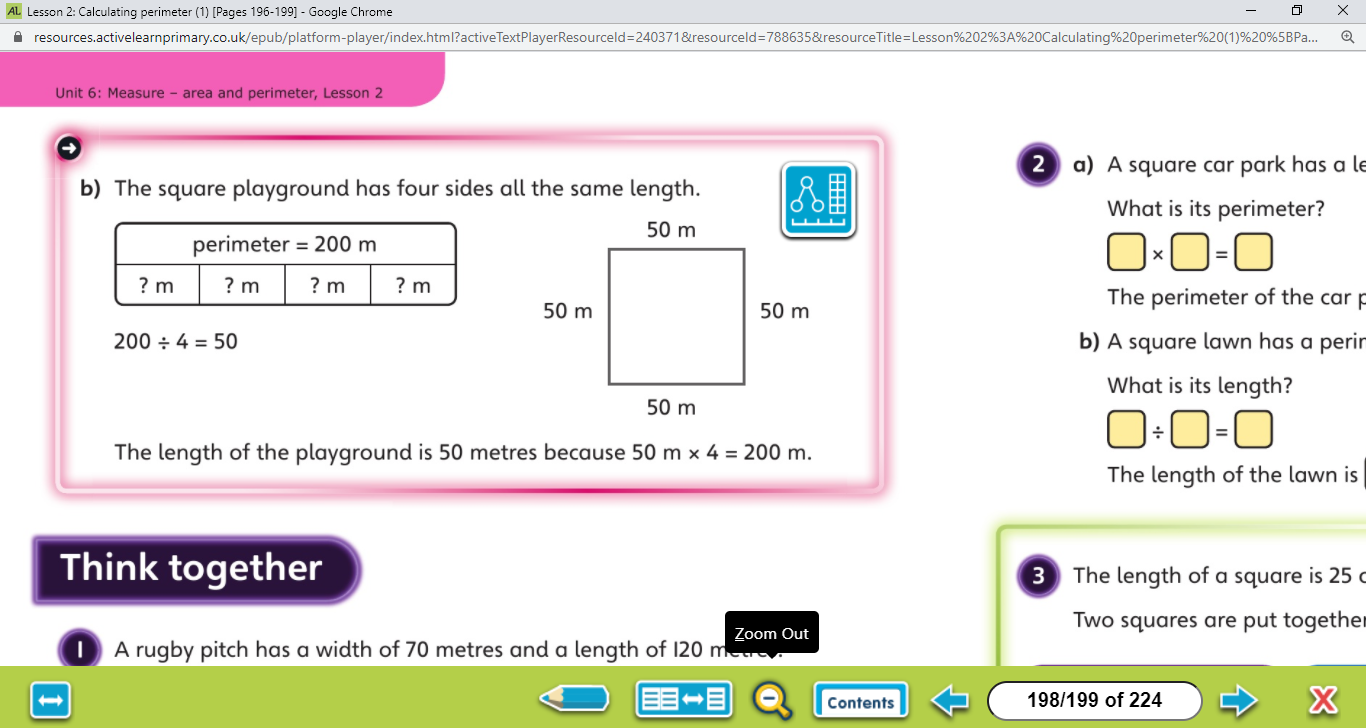 AL Lesson 2: Calculating perimeter (1) [Pages 196-199] - Google Chrome
resources.activelearnprimary.co.uk/epub/platform-player/index.html?activeTextPlayerResourceId=240371&resourceId=788635&resourceTitle=Lesson%202%3A%20Calculating%20perimeter%20(1)%20%5BPa...
Unit 6: Measure – area and perimeter, Lesson 2
b) The square playground has four sides all the same length.
perimeter = 200 m
? m ? m ? m ? m
200 ÷ 4 = 50
50 m
50 m
50 m
50 m
The length of the playground is 50 metres because 50 m × 4 = 200 m.
Think together
1 A rugby pitch has a width of 70 metres and a length of 120
2 a) A square car park has a
What is its perimeter?
× =
The perimeter of the car
b) A square lawn has a
What is its length?
÷ =
The length of the lawn is
3 The length of a square is 25
Two squares are put together
Zoom Out
Contents
198/199 of 224